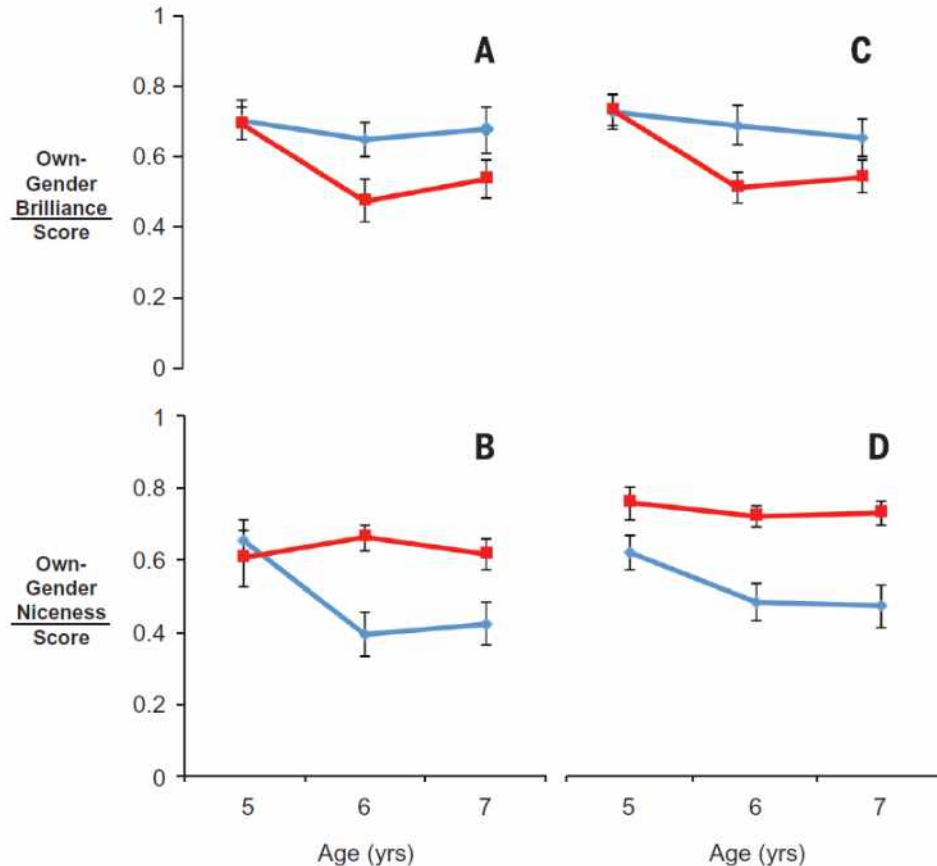 1
0.8
0.6
0.4
0.2
0
Own-
Gender
Brilliance
Score
A
C
1
0.8
0.6
0.4
0.2
0
Own-
Gender
Niceness
Score
B
D
5 6 7 5 6 7
Age (yrs) Age (yrs)